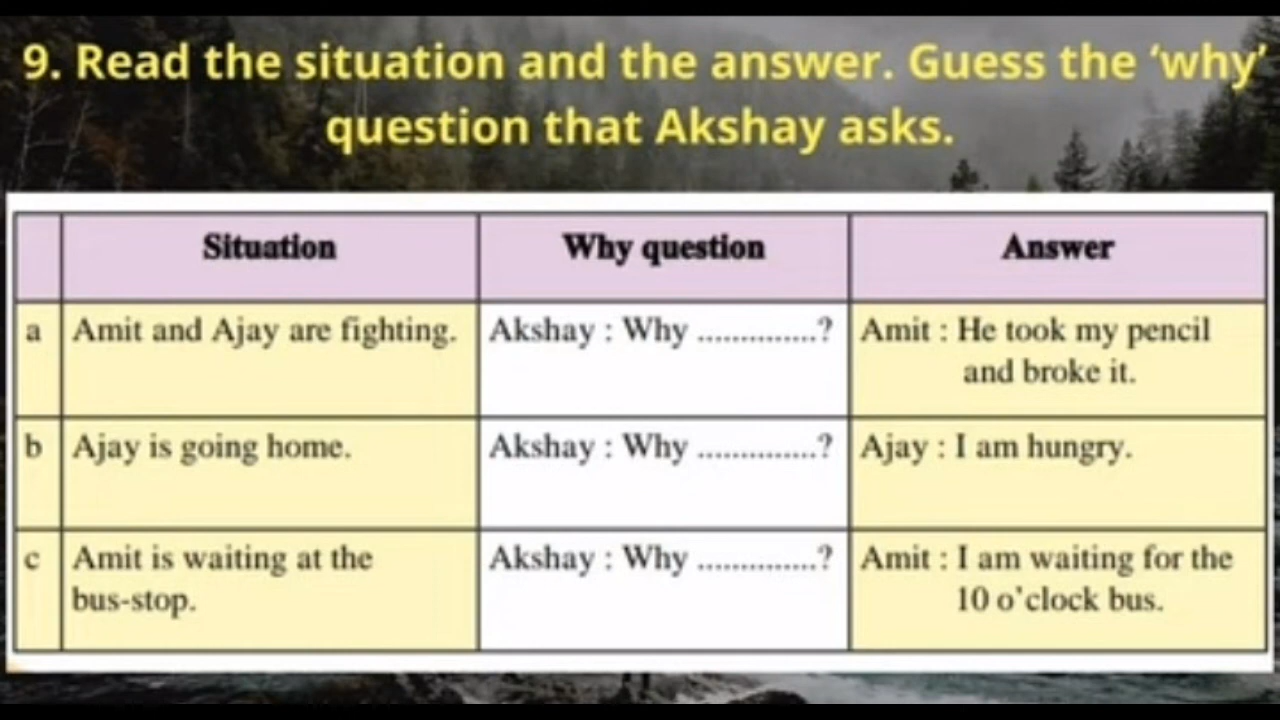 9. Read the situation and the answer. Guess the ‘why’
question that Akshay asks.
Situation
Why question
Answer
a
Amit and Ajay are fighting.
Akshay : Why ..............?
Amit : He took my pencil
and broke it.
b
Ajay is going home.
Akshay : Why ..............?
Ajay : I am hungry.
c
Amit is waiting at the
bus-stop.
Akshay : Why ..............?
Amit : I am waiting for the
10 o’clock bus.